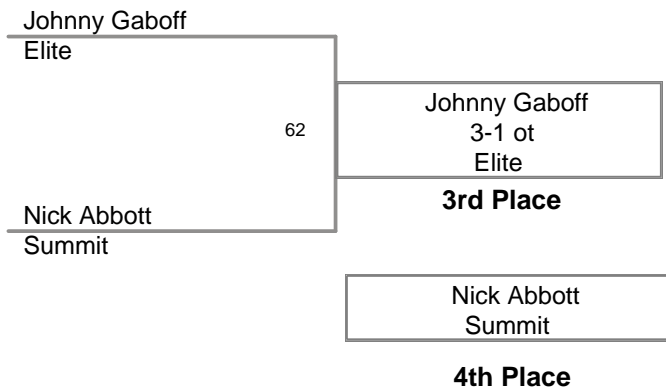 Johnny Gaboff
Elite
62
Johnny Gaboff
3-1 ot
Elite
3rd Place
Nick Abbott
Summit
Nick Abbott
Summit
4th Place